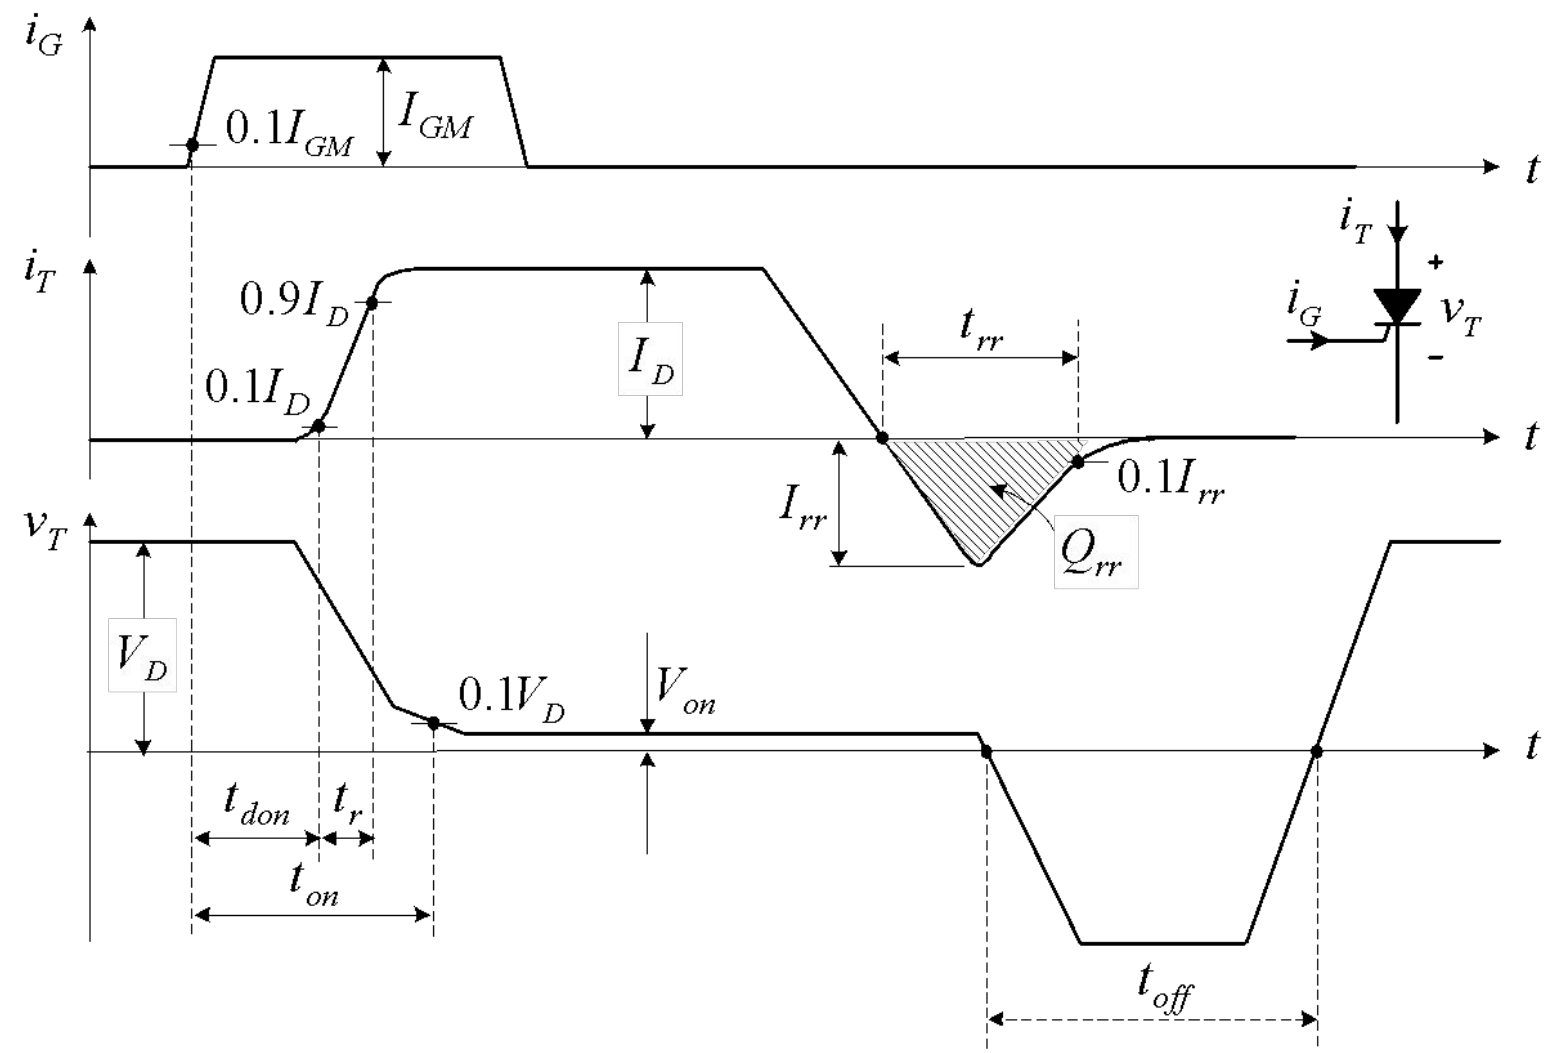 i_G
0.1I_GM
I_GM
t
i_T
i_T
+
0.9I_D
t_rr
i_G
v_T
I_D
−
0.1I_D
t
0.1I_rr
I_rr
v_T
Q_rr
V_D
0.1V_D
V_on
t
t_don
t_r
t_on
t_off